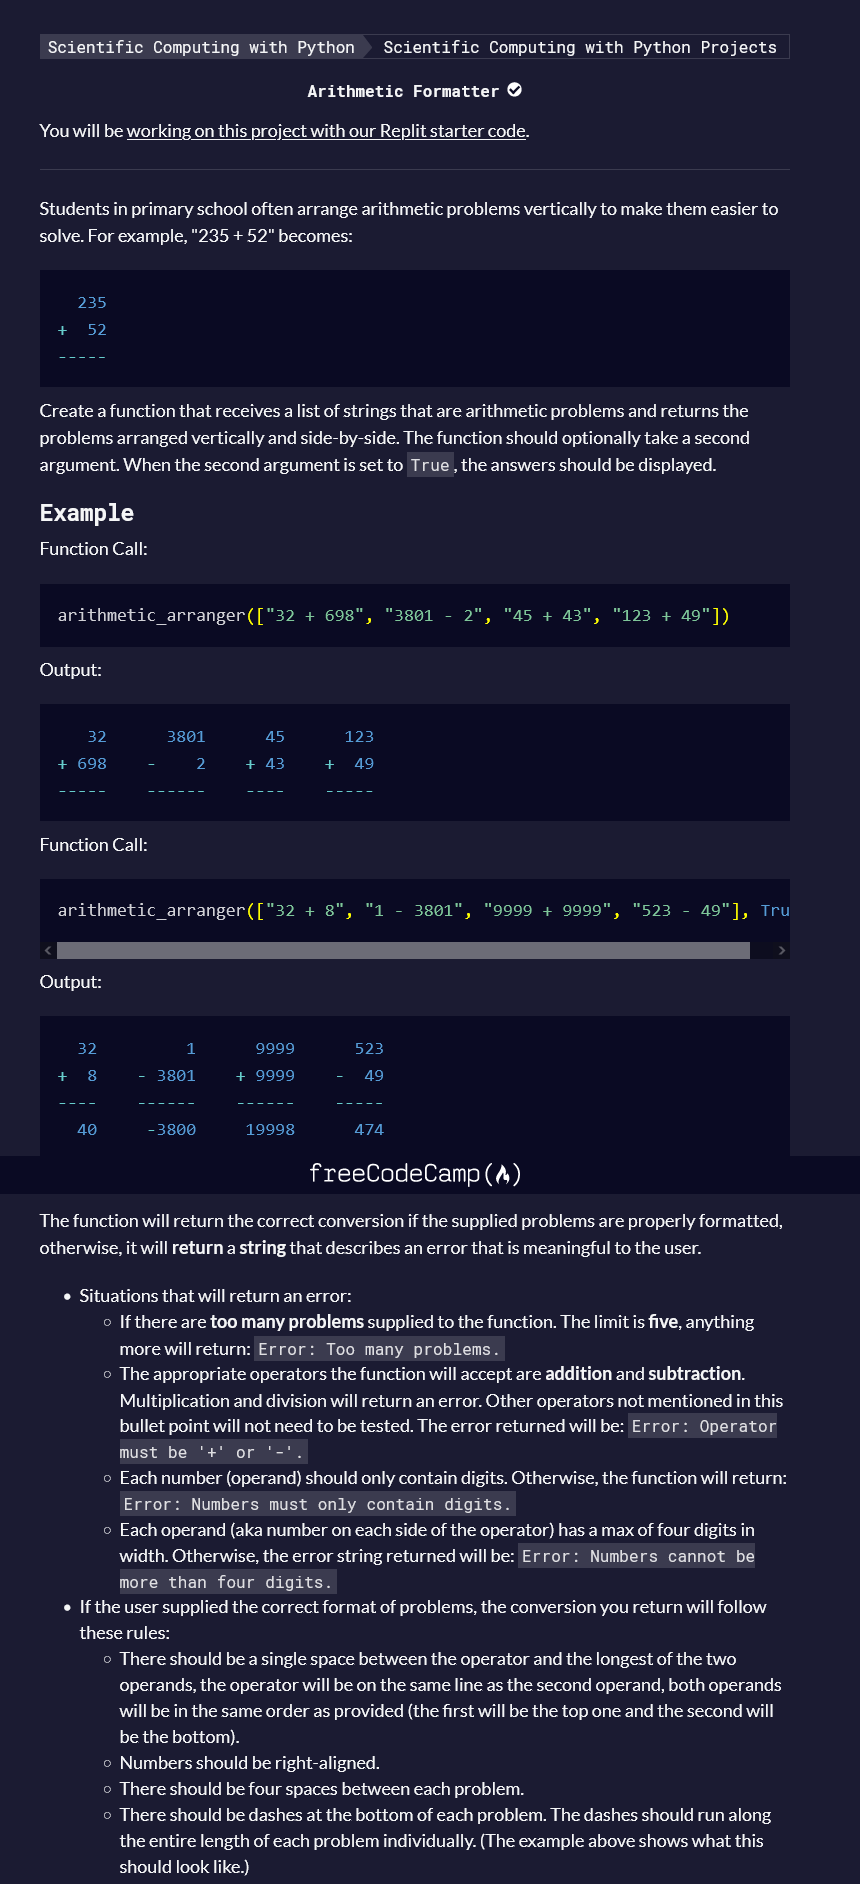 Scientific Computing with Python Scientific Computing with Python Projects
Arithmetic Formatter
You will be working on this project with our Replit starter code.
Students in primary school often arrange arithmetic problems vertically to make them easier to
solve. For example, "235 + 52" becomes:
  235
+  52
-----
Create a function that receives a list of strings that are arithmetic problems and returns the
problems arranged vertically and side-by-side. The function should optionally take a second
argument. When the second argument is set to True, the answers should be displayed.
Example
Function Call:
arithmetic_arranger(["32 + 698", "3801 - 2", "45 + 43", "123 + 49"])
Output:
   32      3801      45      123
+ 698    -    2    + 43    +  49
-----    ------    ----    -----
Function Call:
arithmetic_arranger(["32 + 8", "1 - 3801", "9999 + 9999", "523 - 49"], Tru
Output:
  32         1      9999      523
+  8    - 3801    + 9999    -  49
----    ------    ------    -----
  40     -3800     19998      474
freeCodeCamp
The function will return the correct conversion if the supplied problems are properly formatted,
otherwise, it will return a string that describes an error that is meaningful to the user.
• Situations that will return an error:
○ If there are too many problems supplied to the function. The limit is five, anything
more will return: Error: Too many problems.
○ The appropriate operators the function will accept are addition and subtraction.
Multiplication and division will return an error. Other operators not mentioned in this
bullet point will not need to be tested. The error returned will be: Error: Operator
must be '+' or '-'.
○ Each number (operand) should only contain digits. Otherwise, the function will return:
Error: Numbers must only contain digits.
○ Each operand (aka number on each side of the operator) has a max of four digits in
width. Otherwise, the error string returned will be: Error: Numbers cannot be
more than four digits.
• If the user supplied the correct format of problems, the conversion you return will follow
these rules:
○ There should be a single space between the operator and the longest of the two
operands, the operator will be on the same line as the second operand, both operands
will be in the same order as provided (the first will be the top one and the second will
be the bottom).
○ Numbers should be right-aligned.
○ There should be four spaces between each problem.
○ There should be dashes at the bottom of each problem. The dashes should run along
the entire length of each problem individually. (The example above shows what this
should look like.)